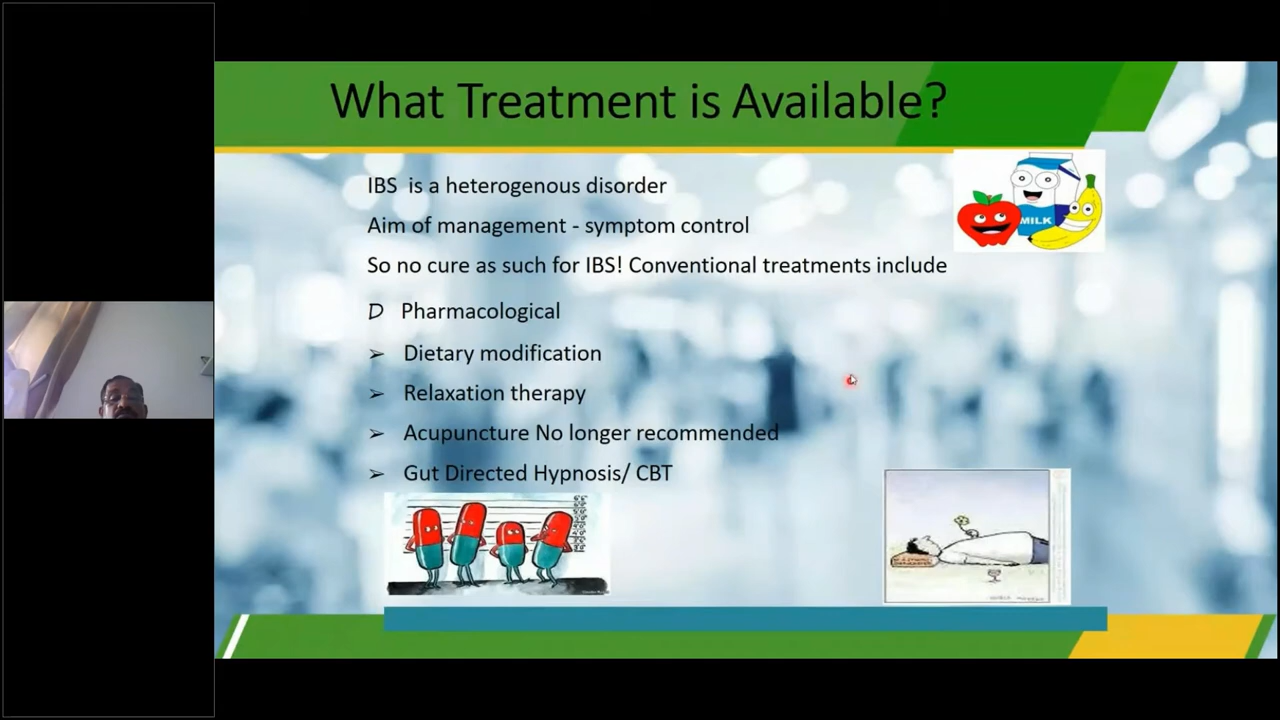 What Treatment is Available?
IBS is a heterogenous disorder
Aim of management - symptom control
So no cure as such for IBS! Conventional treatments include
D Pharmacological
➢ Dietary modification
➢ Relaxation therapy
➢ Acupuncture No longer recommended
➢ Gut Directed Hypnosis/ CBT
MILK